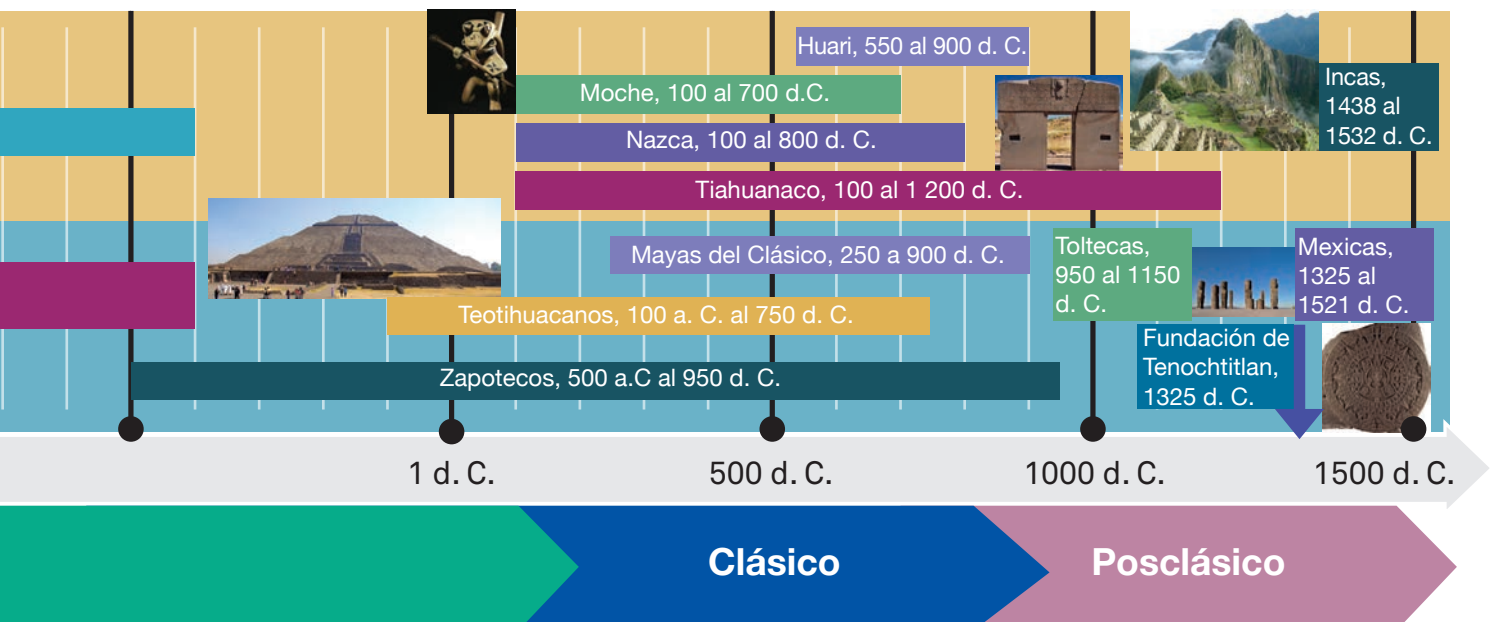 Huari, 550 al 900 d. C.
Moche, 100 al 700 d.C.
Nazca, 100 al 800 d. C.
Tiahuanaco, 100 al 1 200 d. C.
Incas,
1438 al
1532 d. C.
Mayas del Clásico, 250 a 900 d. C.
Teotihuacanos, 100 a. C. al 750 d. C.
Zapotecos, 500 a.C al 950 d. C.
Toltecas,
950 al 1150
d. C.
Mexicas,
1325 al
1521 d. C.
Fundación de
Tenochtitlan,
1325 d. C.
1 d. C.
500 d. C.
1000 d. C.
1500 d. C.
Clásico
Posclásico